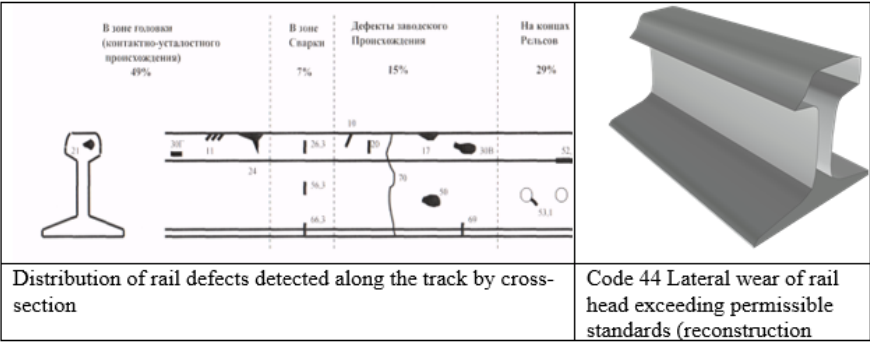 В зоне головки
(контактно-усталостного
происхождения)
49%
В зоне
Сварки
7%
Дефекты заводского
Происхождения
15%
На концах
Рельсов
29%
21
30Г
11
24
26.3
56.3
66.3
10
20
70
17
30В
50
69
52.
53.1
Distribution of rail defects detected along the track by cross-
section
Code 44 Lateral wear of rail
head exceeding permissible
standards (reconstruction